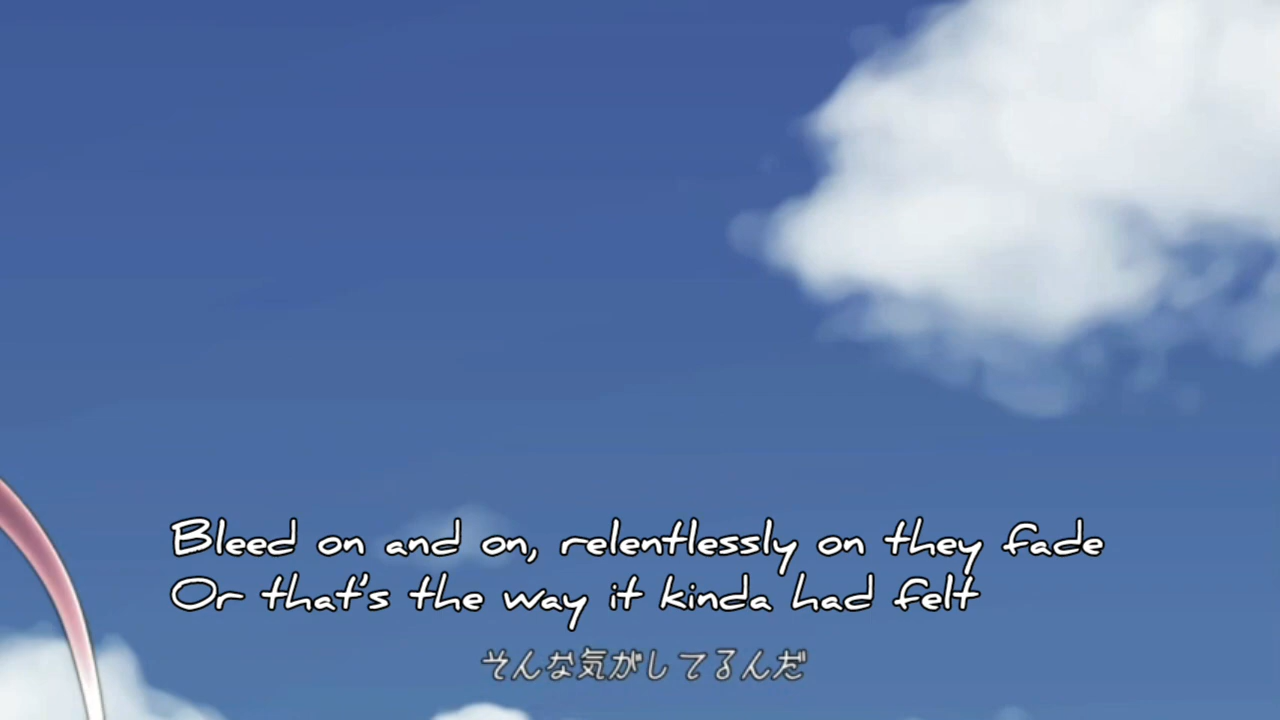 Bleed on and on, relentlessly on they fade
Or that's the way it kinda had felt
そんな気がしてるんだ